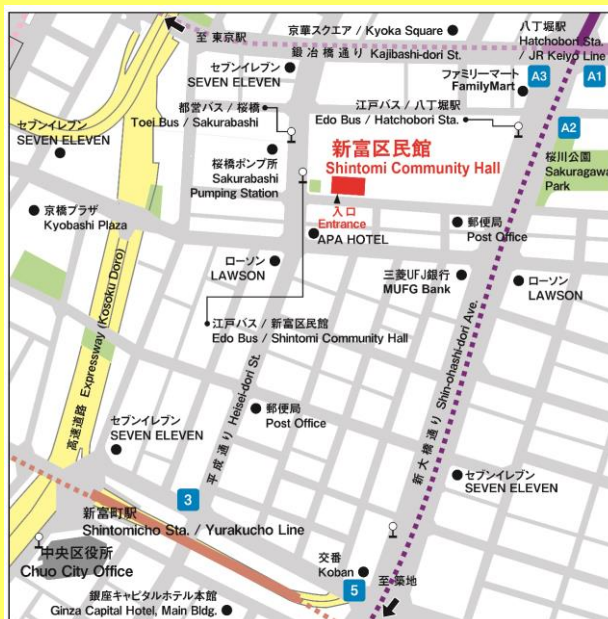 至 東京駅
京華スクエア / Kyoka Square
鍛冶橋通り Kajibashi-dori St.
八丁堀駅
Hatchobori Sta.
/ JR Keiyo Line
セブンイレブン
SEVEN ELEVEN
ファミリーマート
FamilyMart
A3
A1
都営バス / 桜橋
Toei Bus / Sakurabashi
江戸バス / 八丁堀駅
Edo Bus / Hatchobori Sta.
A2
セブンイレブン
SEVEN ELEVEN
桜橋ポンプ所
Sakurabashi
Pumping Station
新富区民館
Shintomi Community Hall
桜川公園
Sakuragawa
Park
入口
Entrance
京橋プラザ
Kyobashi Plaza
APA HOTEL
郵便局
Post Office
ローソン
LAWSON
三菱UFJ銀行
MUFG Bank
ローソン
LAWSON
高速道路 Expressway (Kosoku Doro)
江戸バス / 新富区民館
Edo Bus / Shintomi Community Hall
平成通り Heisei-dori St.
新大橋通り Shin-ohashi-dori Ave.
郵便局
Post Office
セブンイレブン
SEVEN ELEVEN
セブンイレブン
SEVEN ELEVEN
3
新富町駅
Shintomicho Sta. / Yurakucho Line
中央区役所
Chuo City Office
交番
Koban
5
至 築地
銀座キャピタルホテル本館
Ginza Capital Hotel, Main Bldg.